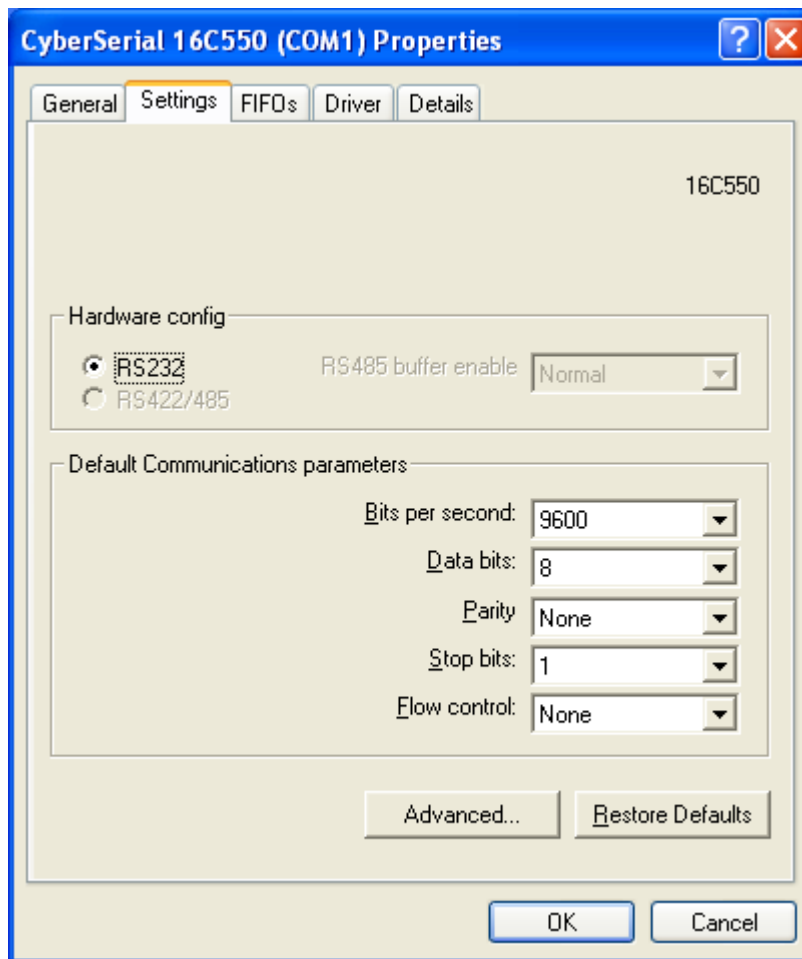 CyberSerial 16C550 (COM1) Properties
General Settings FIFOs Driver Details
16C550
Hardware config
RS232 RS485 buffer enable Normal
RS422/485
Default Communications parameters
Bits per second: 9600
Data bits: 8
Parity None
Stop bits: 1
Flow control: None
Advanced... Restore Defaults
OK Cancel